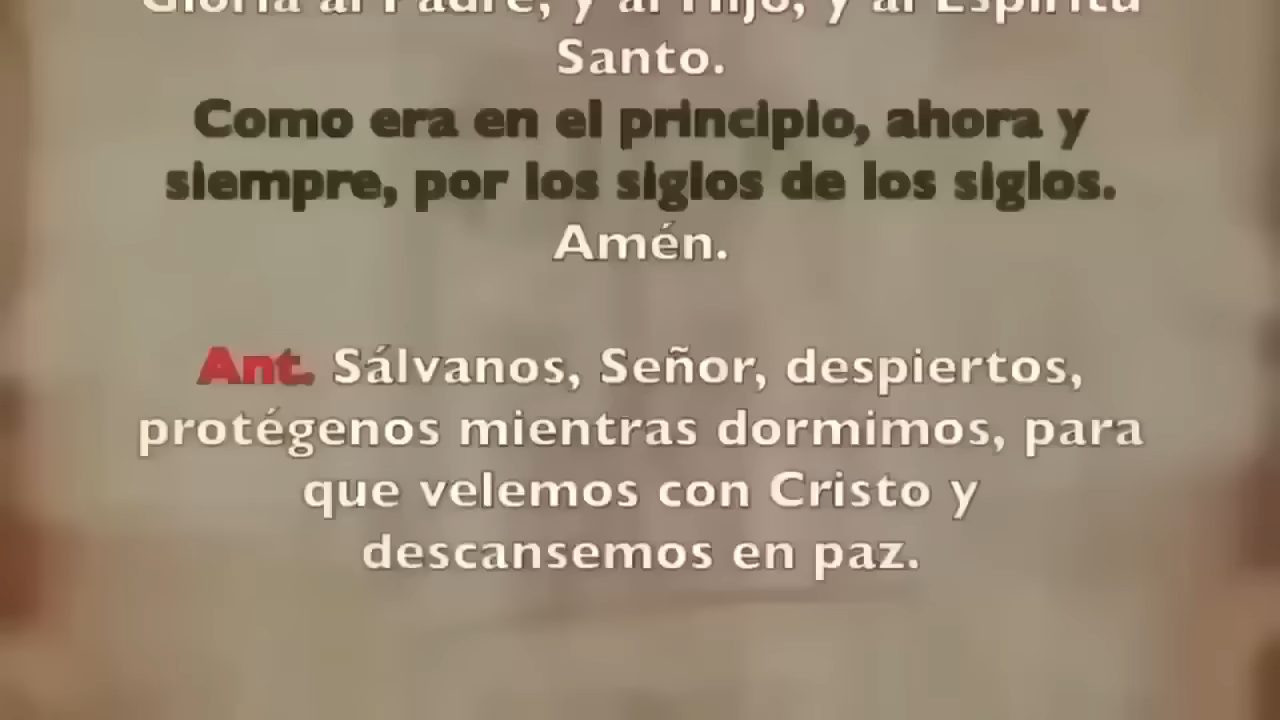 Gloria al Padre, y al Hijo, y al Espíritu
Santo.
Como era en el principio, ahora y
siempre, por los siglos de los siglos.
Amén.
Ant. Sálvanos, Señor, despiertos,
protégenos mientras dormimos, para
que velemos con Cristo y
descansemos en paz.